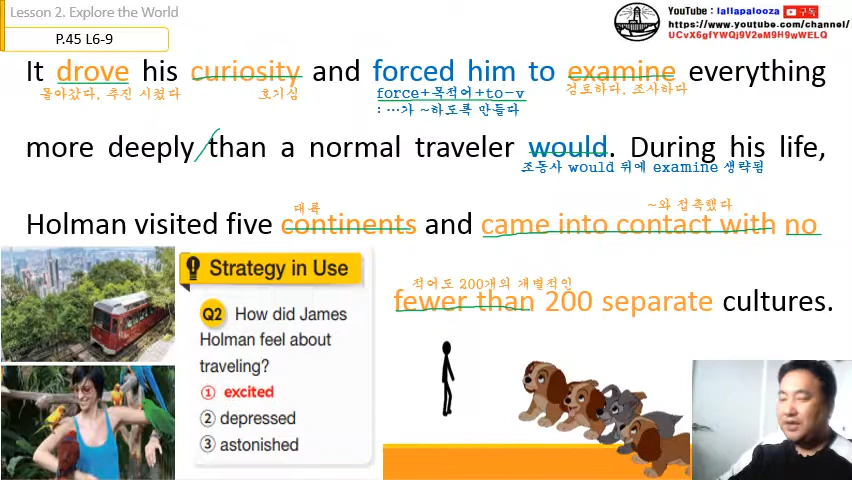 Lesson 2. Explore the World
P.45 L6-9
YouTube : lallapalooza 구독
https://www.youtube.com/channel/
UCvX6gfYWQj9V2eM9H9wWELQ
It drove his curiosity and forced him to examine everything
몰아갔다, 추진 시켰다 호기심 force+목적어+to-v 검토하다, 조사하다
: …가 ~하도록 만들다
more deeply than a normal traveler would. During his life,
조동사 would 뒤에 examine 생략됨
대륙 ~와 접촉했다
Holman visited five continents and came into contact with no
적어도 200개의 개별적인
fewer than 200 separate cultures.
Strategy in Use
Q2 How did James
Holman feel about
traveling?
① excited
② depressed
③ astonished